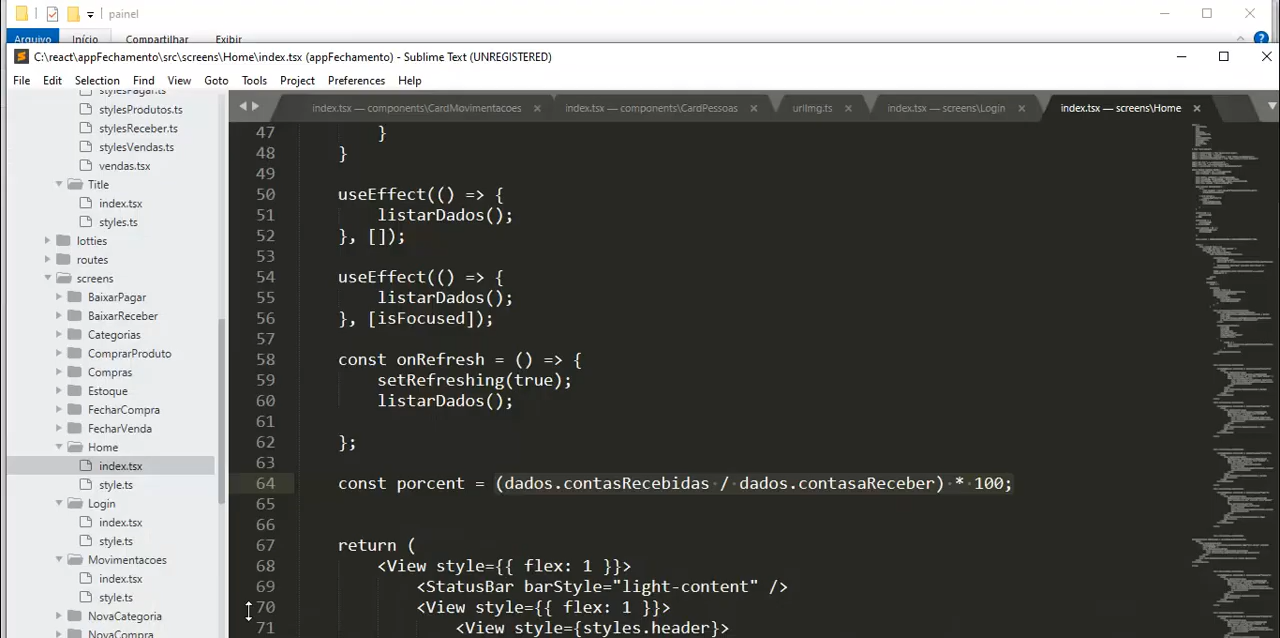 painel
Arquivo Início Compartilhar Exibir
C:\react\appFechamento\src\screens\Home\index.tsx (appFechamento) - Sublime Text (UNREGISTERED)
File Edit Selection Find View Goto Tools Project Preferences Help
index.tsx — components\CardMovimentacoes × index.tsx — components\CardPessoas × urilmg.ts × index.tsx — screens\Login × index.tsx — screens\Home ×
stylesPagar.ts
stylesProdutos.ts
stylesReceber.ts
stylesVendas.ts
vendas.tsx
Title
index.tsx
styles.ts
lotties
routes
screens
BaixarPagar
BaixarReceber
Categorias
ComprarProduto
Compras
Estoque
FecharCompra
FecharVenda
Home
index.tsx
style.ts
Login
index.tsx
style.ts
Movimentacoes
index.tsx
style.ts
NovaCategoria
NovaCompra
47 }
48 }
49
50 useEffect(() => {
51 listarDados();
52 }, []);
53
54 useEffect(() => {
55 listarDados();
56 }, [isFocused]);
57
58 const onRefresh = () => {
59 setRefreshing(true);
60 listarDados();
61
62 };
63
64 const porcent = (dados.contasRecebidas / dados.contasaReceber) * 100;
65
66
67 return (
68 <View style={{ flex: 1 }}>
69 <StatusBar barStyle="light-content" />
70 <View style={{ flex: 1 }}>
71 <View style={styles.header}>